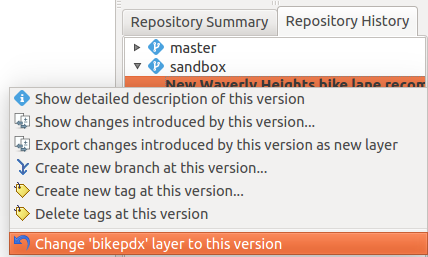 Repository Summary
Repository History
master
sandbox
New Waverly Heights bike lane recom
Show detailed description of this version
Show changes introduced by this version...
Export changes introduced by this version as new layer
Create new branch at this version...
Create new tag at this version...
Delete tags at this version
Change 'bikepdx' layer to this version